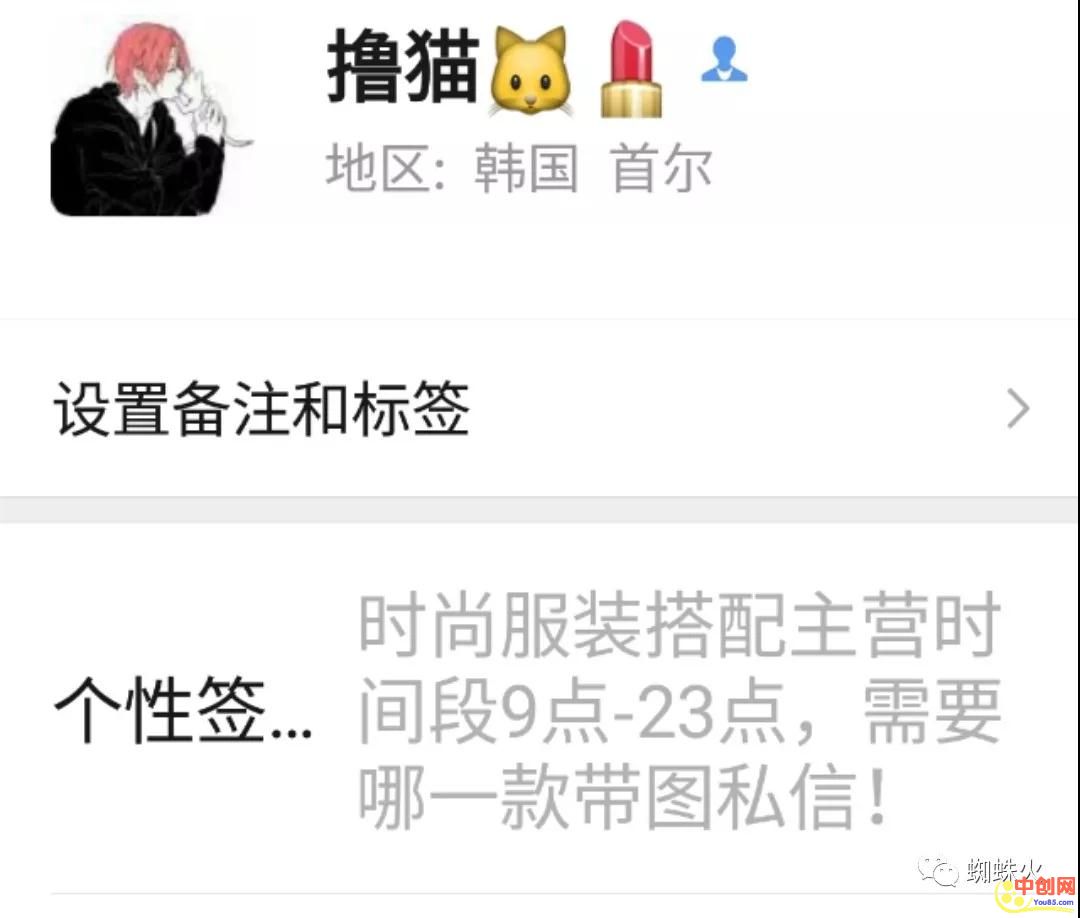 撸猫🐱💄
地区：韩国 首尔
设置备注和标签
个性签...
时尚服装搭配主营时
间段9点-23点，需要
哪一款带图私信！
蜘蛛火
中创网
You85.com